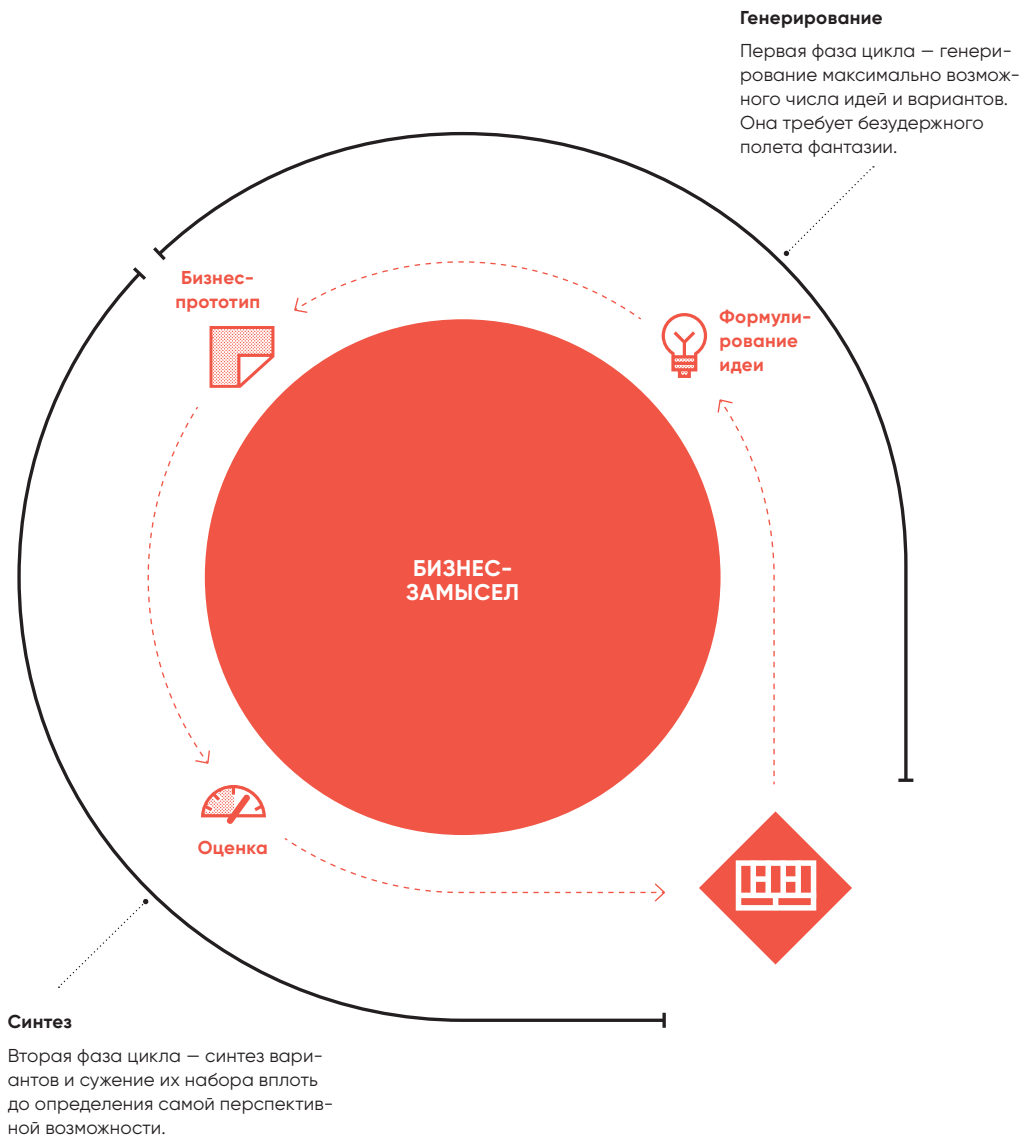 Генерирование
Первая фаза цикла — генери-
рование максимально возмож-
ного числа идей и вариантов.
Она требует безудержного
полета фантазии.
Бизнес-
прототип
Формули-
рование
идеи
БИЗНЕС-
ЗАМЫСЕЛ
Оценка
Синтез
Вторая фаза цикла — синтез вари-
антов и сужение их набора вплоть
до определения самой перспектив-
ной возможности.